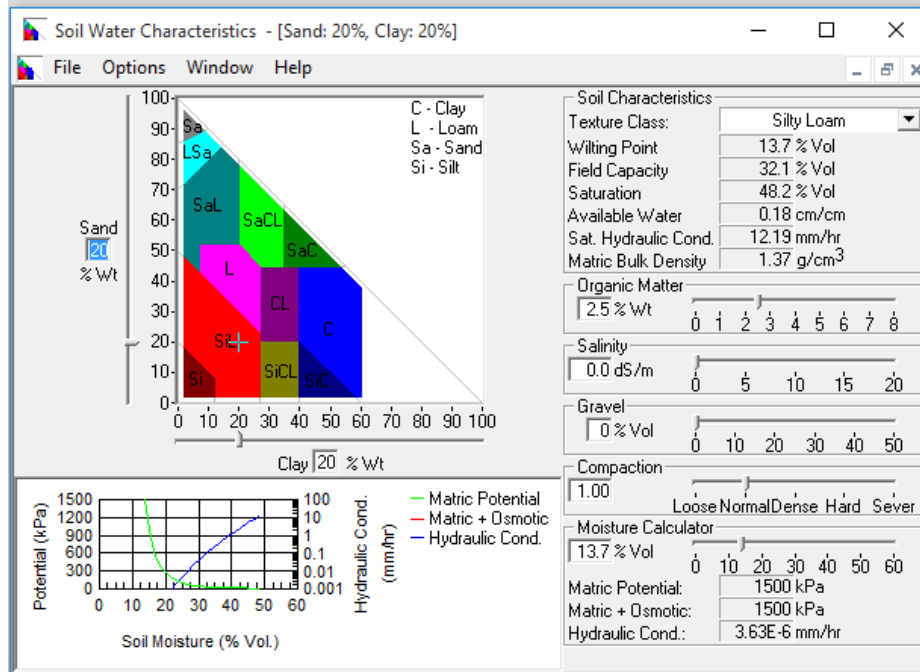 Soil Water Characteristics - [Sand: 20%, Clay: 20%]
File Options Window Help
C - Clay
L - Loam
Sa - Sand
Si - Silt
100
90
80
70
60
50
40
30
20
10
0
Sand
20
% Wt
Sa
LSa
SaL
SaCL
SaC
L
CL
C
SiL
Si
SiCL
SiC
0 10 20 30 40 50 60 70 80 90 100
Clay 20 % Wt
Soil Characteristics
Texture Class: Silty Loam
Wilting Point 13.7 % Vol
Field Capacity 32.1 % Vol
Saturation 48.2 % Vol
Available Water 0.18 cm/cm
Sat. Hydraulic Cond. 12.19 mm/hr
Matric Bulk Density 1.37 g/cm3
Organic Matter
2.5 % Wt
0 1 2 3 4 5 6 7 8
Salinity
0.0 dS/m
0 5 10 15 20
Gravel
0 % Vol
0 10 20 30 40 50
Compaction
1.00
Loose Normal Dense Hard Sever
Moisture Calculator
13.7 % Vol
0 10 20 30 40 50 60
Matric Potential: 1500 kPa
Matric + Osmotic: 1500 kPa
Hydraulic Cond.: 3.63E-6 mm/hr
Potential (kPa)
1500
1200
900
600
300
0
0 10 20 30 40 50 60
Soil Moisture (% Vol.)
100
10
1
0.1
0.01
0.001
Hydraulic Cond.
(mm/hr)
Matric Potential
Matric + Osmotic
Hydraulic Cond.